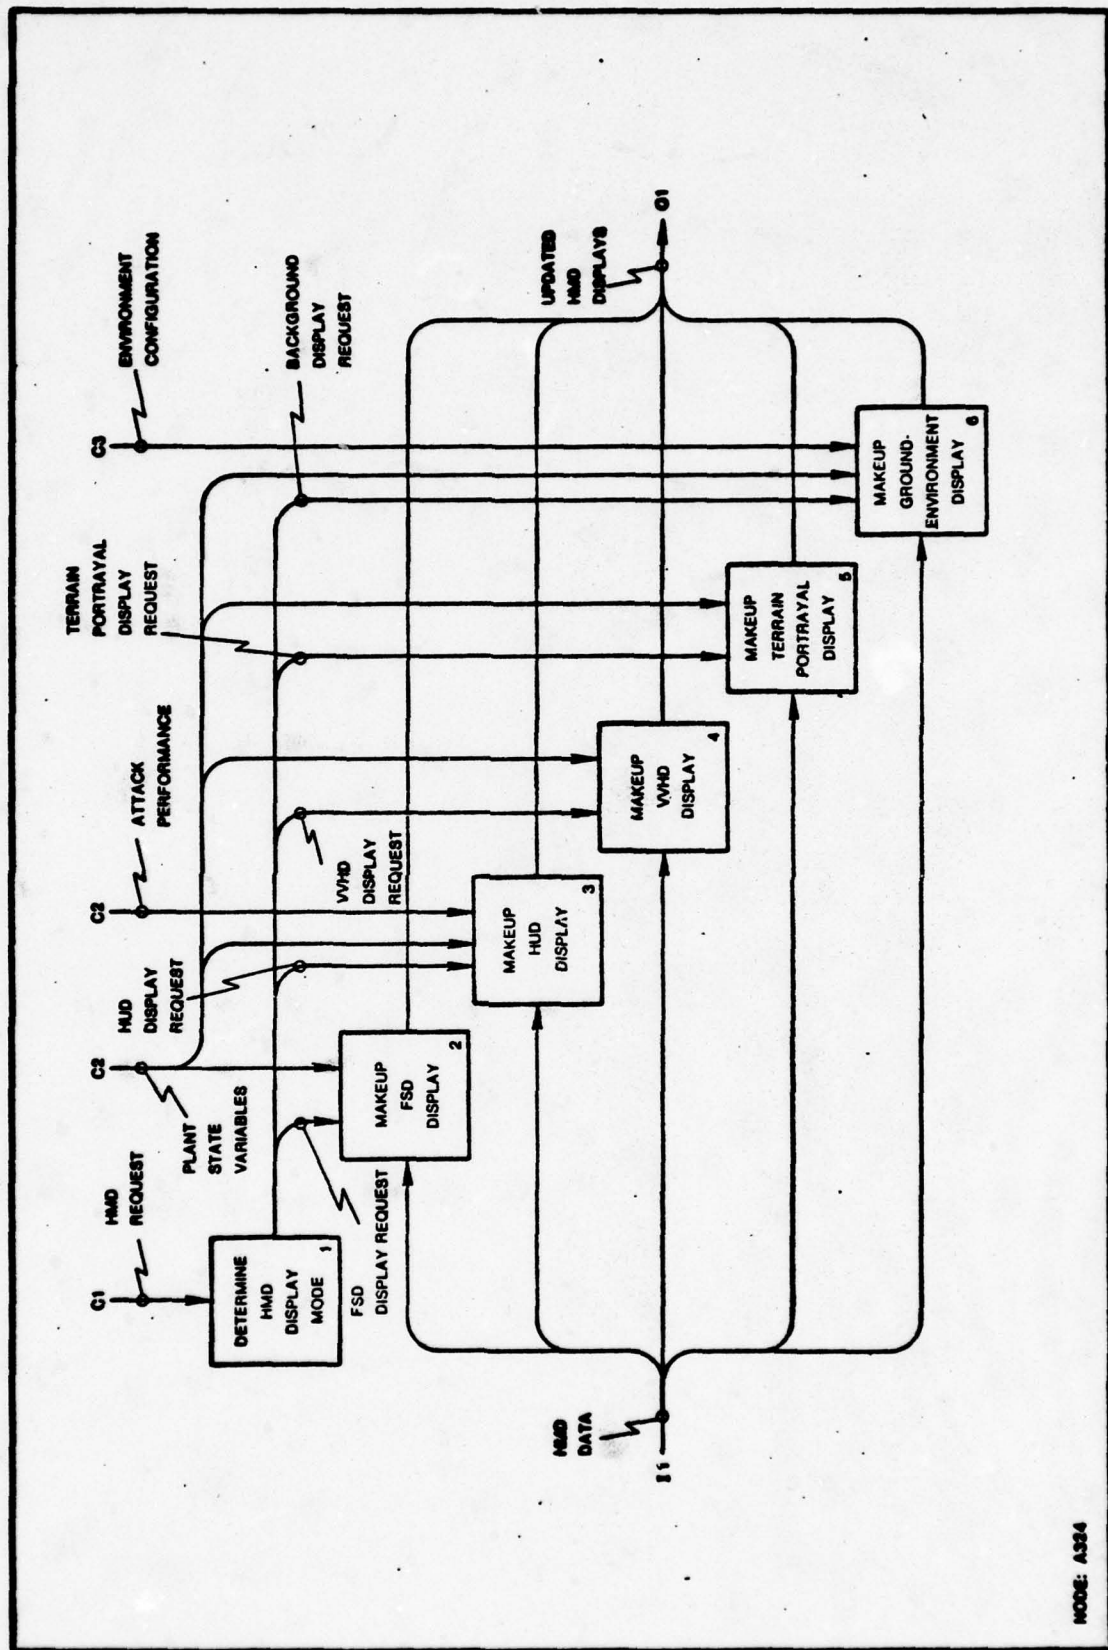 C1
HMD
REQUEST
C2
PLANT
STATE
VARIABLES
HUD
DISPLAY
REQUEST
C2
ATTACK
PERFORMANCE
TERRAIN
PORTRAYAL
DISPLAY
REQUEST
C3
ENVIRONMENT
CONFIGURATION
BACKGROUND
DISPLAY
REQUEST
DETERMINE
HMD
DISPLAY
MODE
1
FSD
DISPLAY REQUEST
MAKEUP
FSD
DISPLAY
2
VVHD
DISPLAY
REQUEST
MAKEUP
HUD
DISPLAY
3
MAKEUP
VVHD
DISPLAY
4
MAKEUP
TERRAIN
PORTRAYAL
DISPLAY
5
MAKEUP
GROUND-
ENVIRONMENT
DISPLAY
6
HMD
DATA
I1
UPDATED
HMD
DISPLAYS
O1
NODE: A324